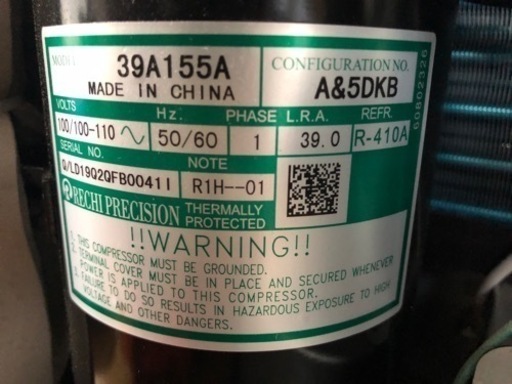 MODEL 39A155A
MADE IN CHINA
CONFIGURATION NO.
A&5DKB
VOLTS Hz. PHASE L.R.A. REFR.
100/100-110 50/60 1 39.0 R-410A
SERIAL NO. NOTE
Q/LD19Q2QFB00411 R1H--01
RECHI PRECISION THERMALLY
PROTECTED
!!WARNING!!
1. THIS COMPRESSOR MUST BE GROUNDED.
2. TERMINAL COVER MUST BE IN PLACE AND SECURED WHENEVER
POWER IS APPLIED TO THIS COMPRESSOR.
3. FAILURE TO DO SO RESULTS IN HAZARDOUS EXPOSURE TO HIGH
VOLTAGE AND OTHER DANGERS.
60802326